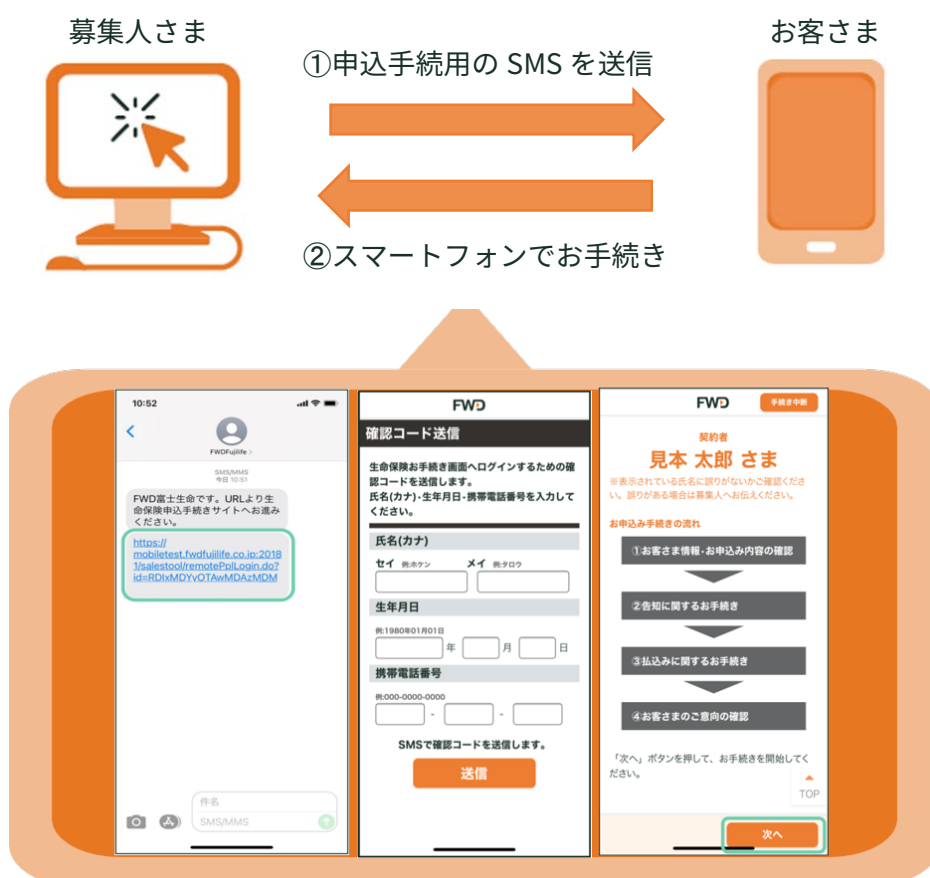 募集人さま
お客さま
①申込手続用の SMS を送信
②スマートフォンでお手続き
10:52
FWDFujilife
SMS/MMS
今日 10:51
FWD富士生命です。URLより生
命保険申込手続きサイトへお進み
ください。
https://
mobiletest.fwdfujilife.co.jp:2018
1/salestool/remotePplLogin.do?
id=RDIxMDYyOTAwMDAzMDM
件名
SMS/MMS
FWD
確認コード送信
生命保険お手続き画面へログインするための確
認コードを送信します。
氏名(カナ)・生年月日・携帯電話番号を入力して
ください。
氏名(カナ)
セイ 例:ホケン メイ 例:タロウ
生年月日
例:1980年01月01日
年 月 日
携帯電話番号
例:000-0000-0000
- -
SMSで確認コードを送信します。
送信
FWD
手続き中断
契約者
見本 太郎 さま
※表示されている氏名に誤りがないかご確認くださ
い。誤りがある場合は募集人へお伝えください。
お申込み手続きの流れ
①お客さま情報・お申込み内容の確認
②告知に関するお手続き
③払込みに関するお手続き
④お客さまのご意向の確認
「次へ」ボタンを押して、お手続きを開始してく
ださい。
TOP
次へ